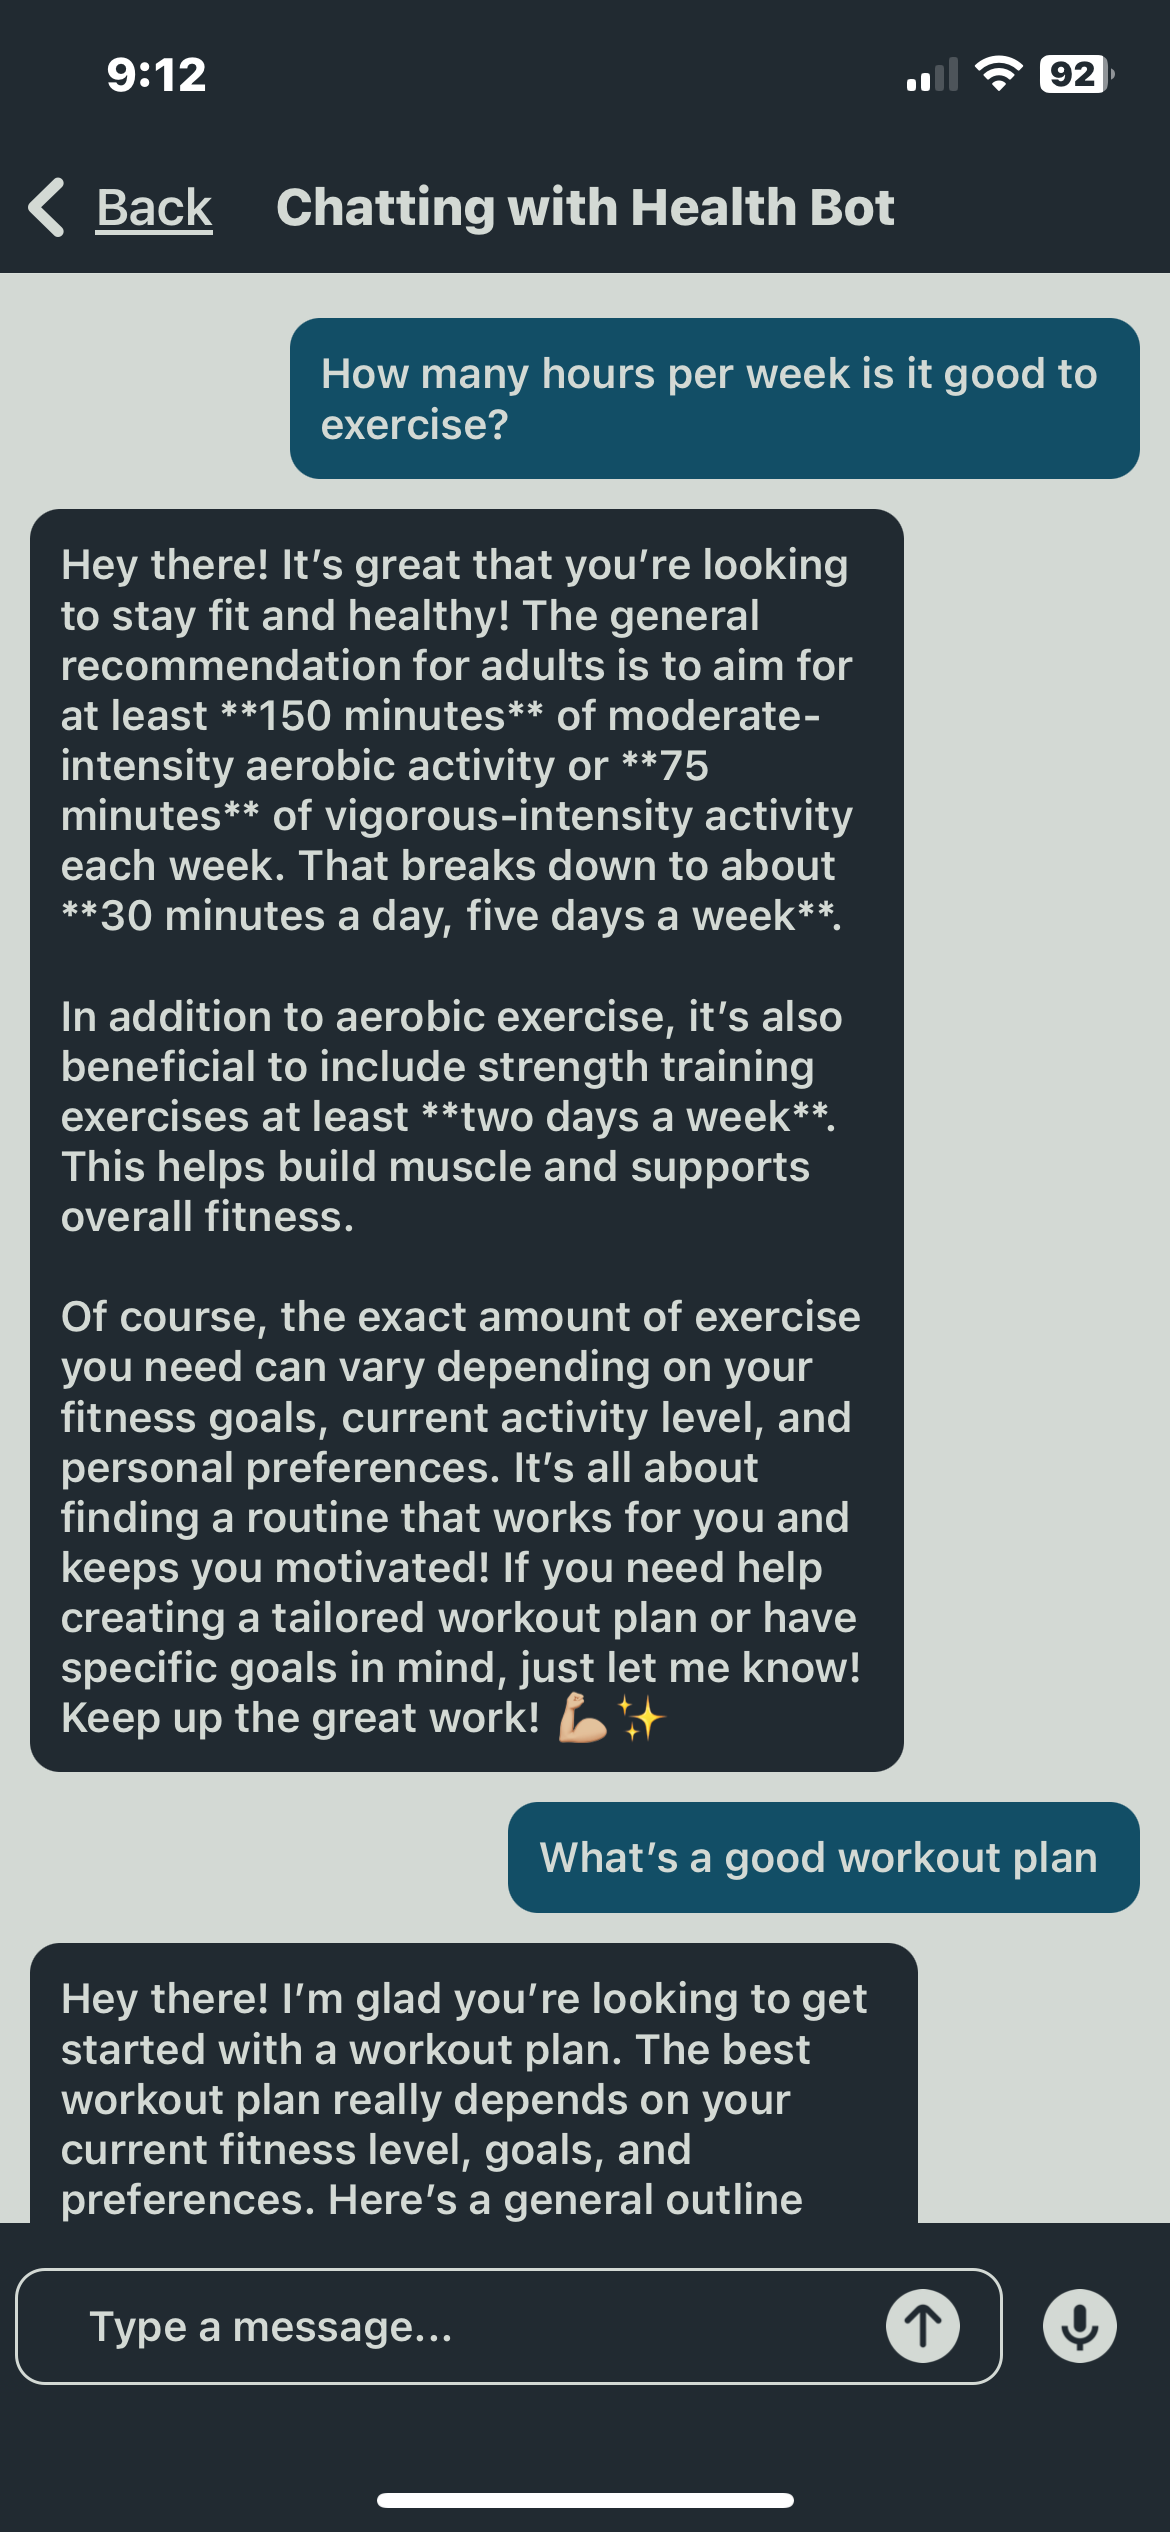 9:12
92
Back
Chatting with Health Bot
How many hours per week is it good to
exercise?
Hey there! It’s great that you’re looking
to stay fit and healthy! The general
recommendation for adults is to aim for
at least **150 minutes** of moderate-
intensity aerobic activity or **75
minutes** of vigorous-intensity activity
each week. That breaks down to about
**30 minutes a day, five days a week**.
In addition to aerobic exercise, it’s also
beneficial to include strength training
exercises at least **two days a week**.
This helps build muscle and supports
overall fitness.
Of course, the exact amount of exercise
you need can vary depending on your
fitness goals, current activity level, and
personal preferences. It’s all about
finding a routine that works for you and
keeps you motivated! If you need help
creating a tailored workout plan or have
specific goals in mind, just let me know!
Keep up the great work! 💪🏼✨
What’s a good workout plan
Hey there! I’m glad you’re looking to get
started with a workout plan. The best
workout plan really depends on your
current fitness level, goals, and
preferences. Here’s a general outline
Type a message...